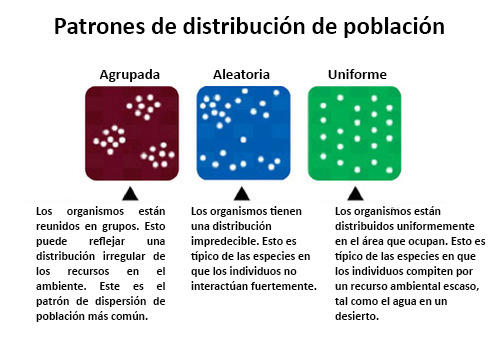 Patrones de distribución de población
Agrupada
Aleatoria
Uniforme
Los organismos están
reunidos en grupos. Esto
puede reflejar una
distribución irregular de
los recursos en el
ambiente. Este es el
patrón de dispersión de
población más común.
Los organismos tienen
una distribución
impredecible. Esto es
típico de las especies en
que los individuos no
interactúan fuertemente.
Los organismos están
distribuidos uniformemente
en el área que ocupan. Esto es
típico de las especies en que
los individuos compiten por
un recurso ambiental escaso,
tal como el agua en un
desierto.